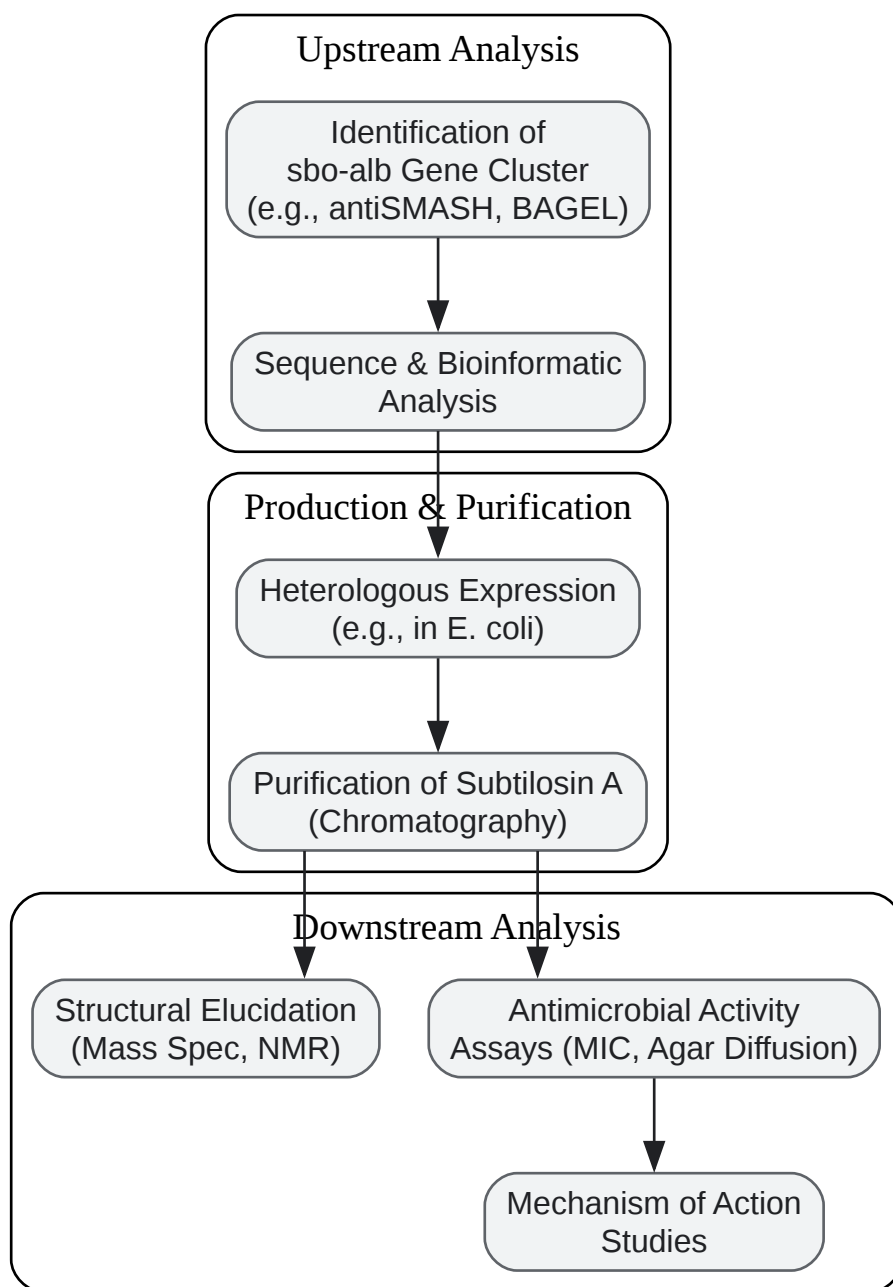 Upstream Analysis
Identification of
sbo-alb Gene Cluster
(e.g., antiSMASH, BAGEL)
Sequence & Bioinformatic
Analysis
Production & Purification
Heterologous Expression
(e.g., in E. coli)
Purification of Subtilosin A
(Chromatography)
Downstream Analysis
Structural Elucidation
(Mass Spec, NMR)
Antimicrobial Activity
Assays (MIC, Agar Diffusion)
Mechanism of Action
Studies